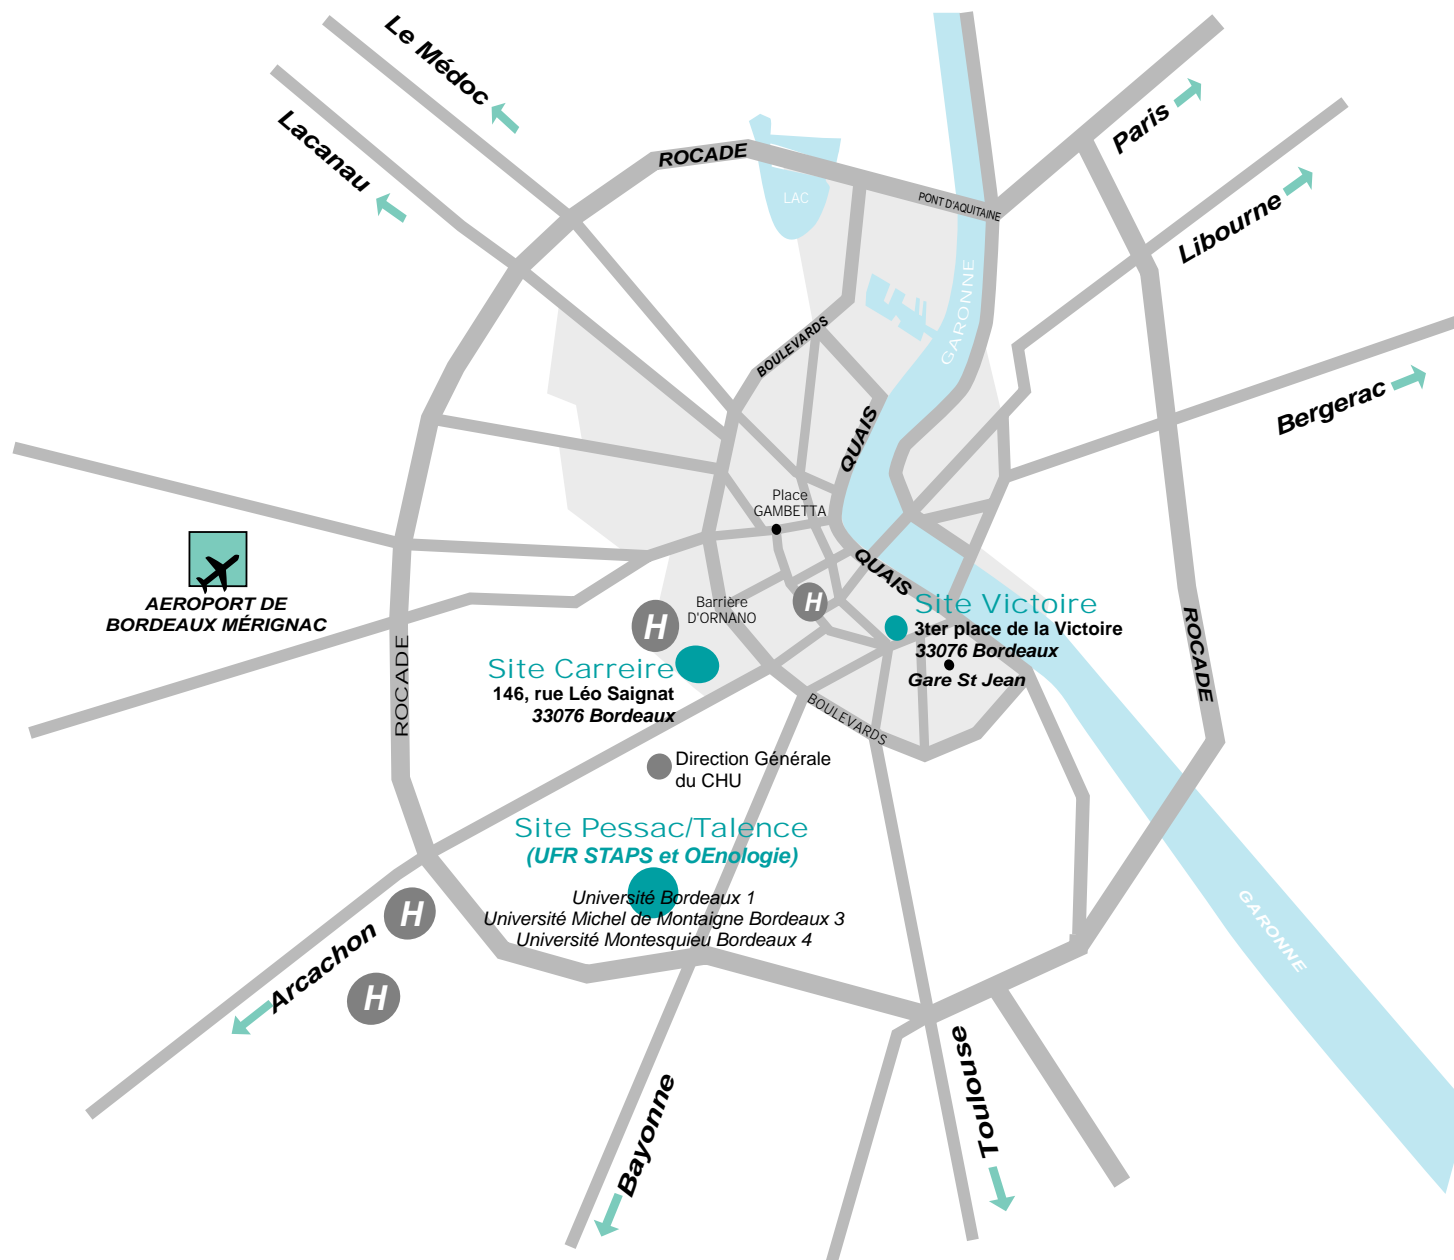 Le Médoc
Lacanau
ROCADE
LAC
PONT D'AQUITAINE
Paris
Libourne
GARONNE
BOULEVARDS
Bergerac
QUAIS
Place
GAMBETTA
QUAIS
AEROPORT DE
BORDEAUX MÉRIGNAC
Barrière
D'ORNANO
H
H
Site Victoire
3ter place de la Victoire
33076 Bordeaux
Gare St Jean
ROCADE
ROCADE
Site Carreire
146, rue Léo Saignat
33076 Bordeaux
BOULEVARDS
Direction Générale
du CHU
Site Pessac/Talence
(UFR STAPS et OEnologie)
Université Bordeaux 1
Université Michel de Montaigne Bordeaux 3
Université Montesquieu Bordeaux 4
H
Arcachon
H
GARONNE
Bayonne
Toulouse